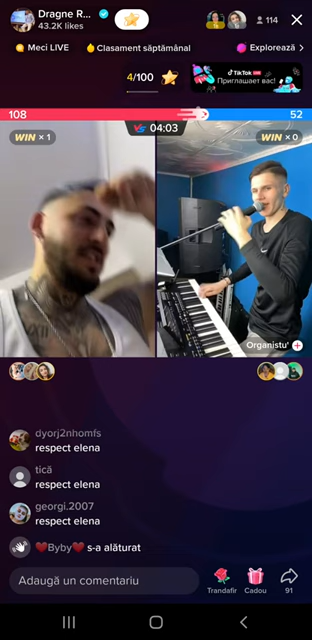 Dragne R...
43.2K likes
114
Meci LIVE
Clasament săptămânal
Explorează
4/100
TikTok LIVE
Приглашает вас!
108
52
WIN × 1
VS 04:03
WIN × 0
Organistu'
dyorj2nhomfs
respect elena
tică
respect elena
georgi.2007
respect elena
❤️Byby❤️ s-a alăturat
Adaugă un comentariu
Trandafir
Cadou
91